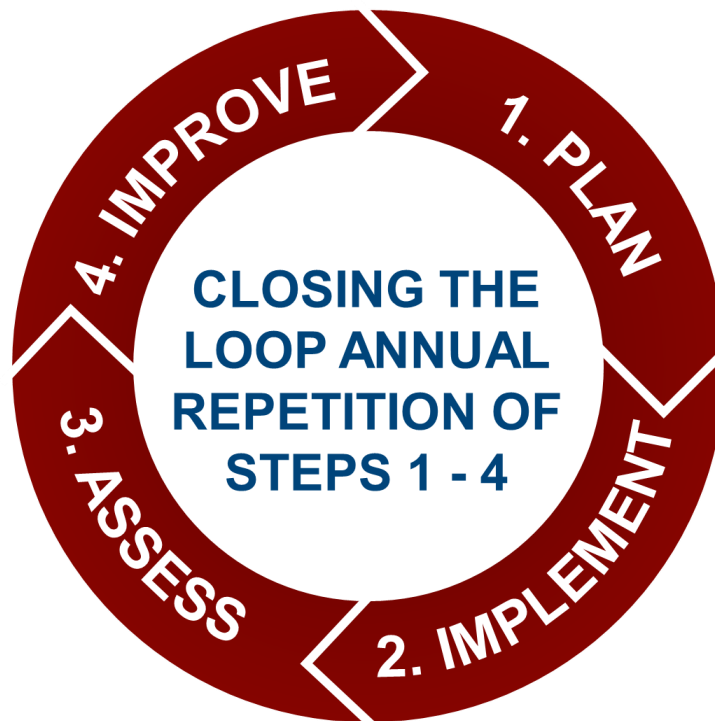 1. PLAN
2. IMPLEMENT
3. ASSESS
4. IMPROVE
CLOSING THE
LOOP ANNUAL
REPETITION OF
STEPS 1 - 4